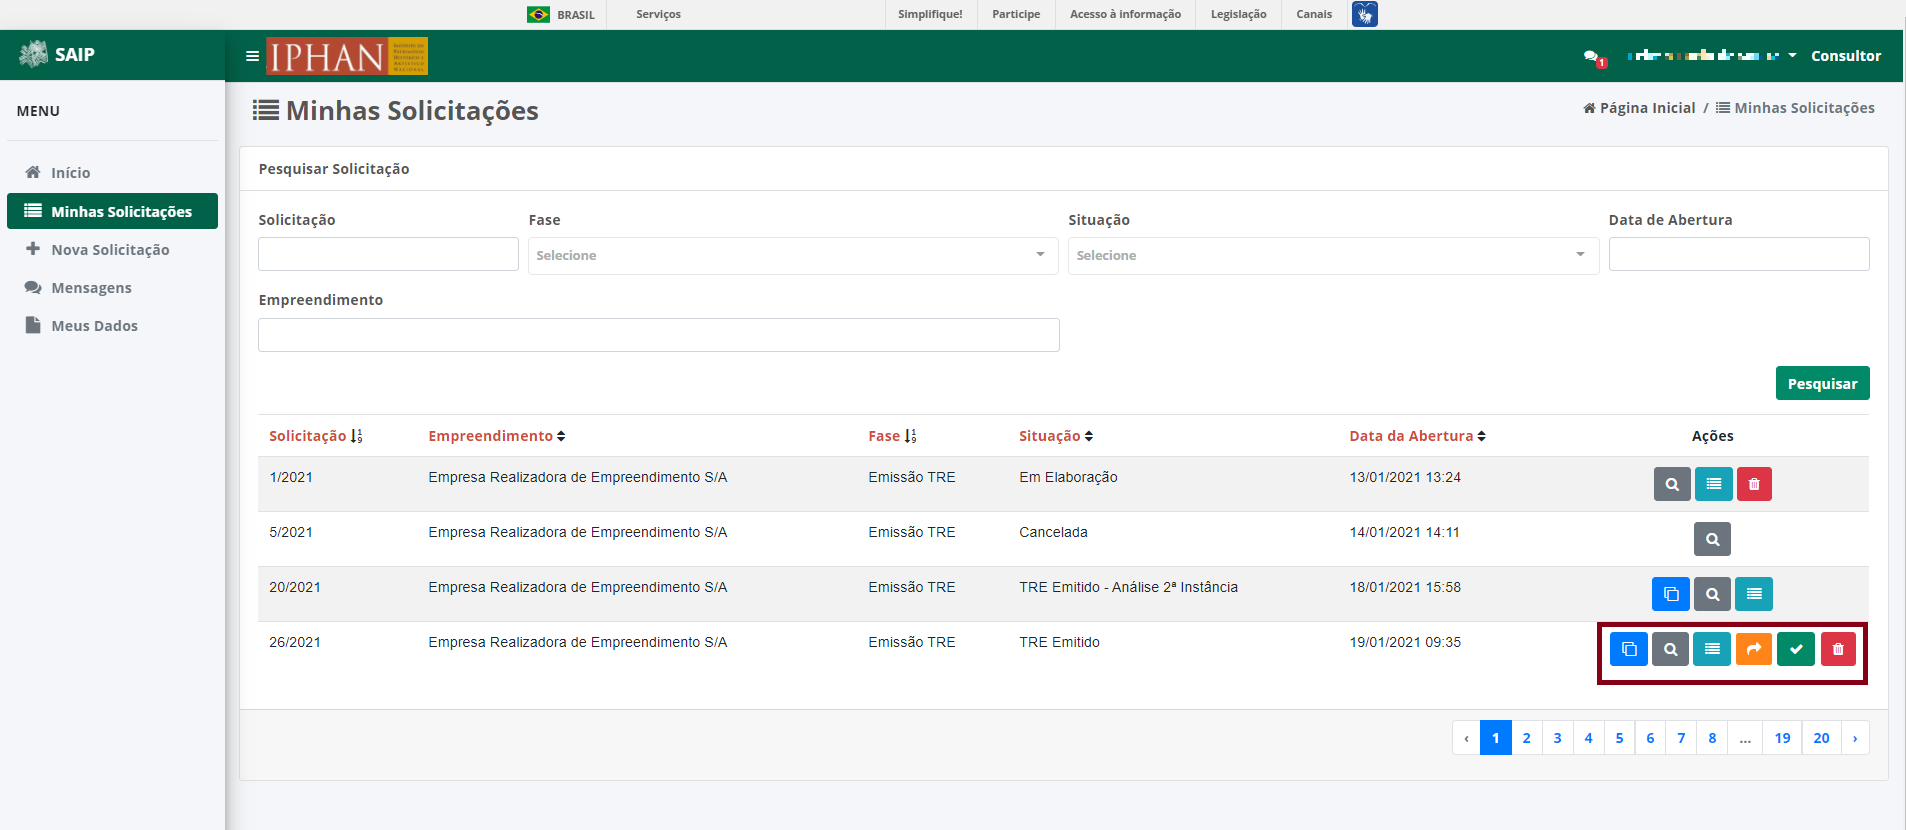 BRASIL Serviços Simplifique! Participe Acesso à informação Legislação Canais
SAIP
IPHAN
1
Consultor
MENU
Início
Minhas Solicitações
Nova Solicitação
Mensagens
Meus Dados
Minhas Solicitações
Página Inicial / Minhas Solicitações
Pesquisar Solicitação
Solicitação Fase Situação Data de Abertura
Selecione Selecione
Empreendimento
Pesquisar
Solicitação Empreendimento Fase Situação Data da Abertura Ações
1/2021 Empresa Realizadora de Empreendimento S/A Emissão TRE Em Elaboração 13/01/2021 13:24
5/2021 Empresa Realizadora de Empreendimento S/A Emissão TRE Cancelada 14/01/2021 14:11
20/2021 Empresa Realizadora de Empreendimento S/A Emissão TRE TRE Emitido - Análise 2ª Instância 18/01/2021 15:58
26/2021 Empresa Realizadora de Empreendimento S/A Emissão TRE TRE Emitido 19/01/2021 09:35
‹ 1 2 3 4 5 6 7 8 ... 19 20 ›